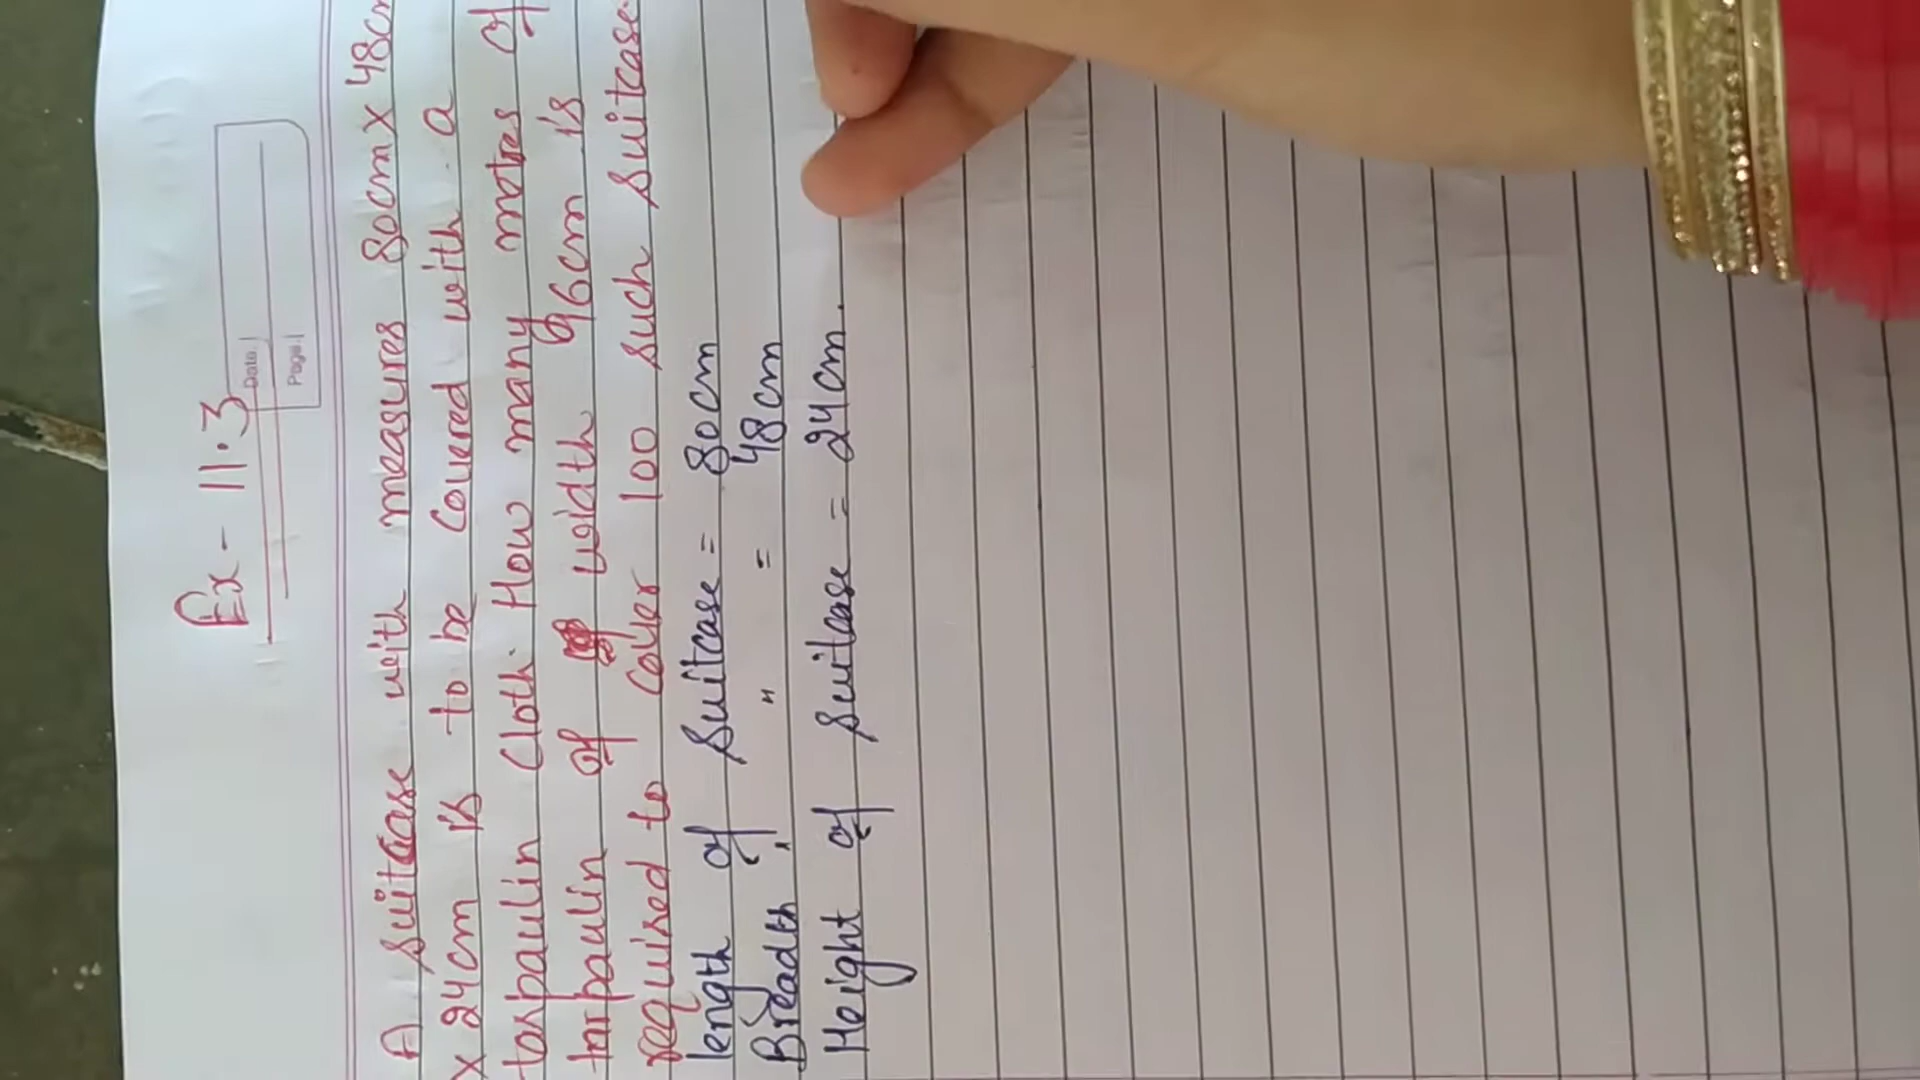 Ex - 11.3
Date.
Page.
A suitcase with measures 80cm x 48cm
x 24cm is to be Covered with a
tarpaulin Cloth. How many metres of
tarpaulin of width 96cm is
required to Cover 100 such suitcase.
length of suitcase = 80cm
Breadth " " = 48cm
Height of suitcase = 24cm.